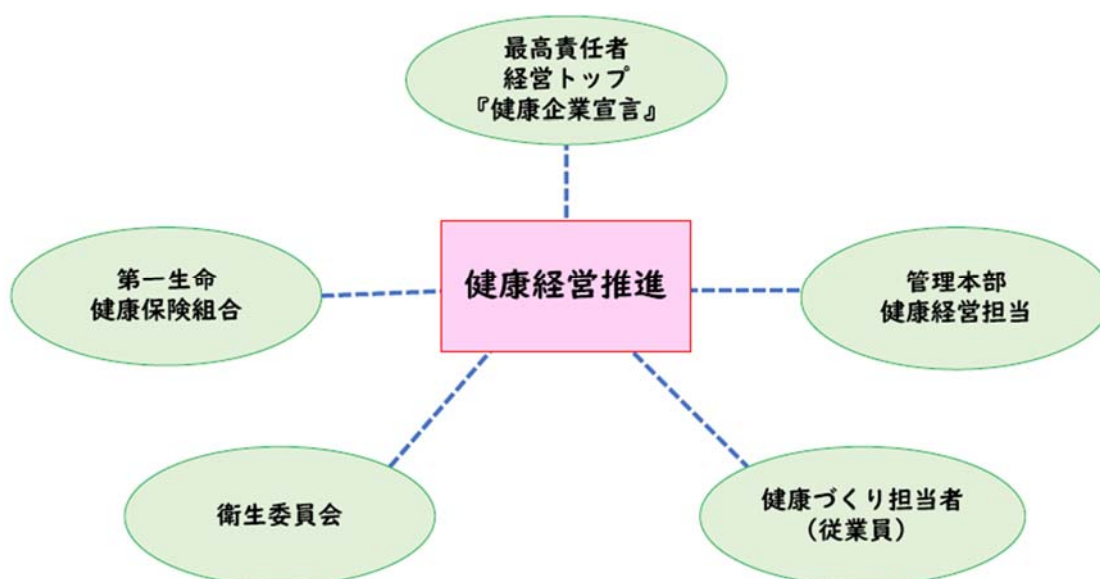 最高責任者
経営トップ
『健康企業宣言』
第一生命
健康保険組合
健康経営推進
管理本部
健康経営担当
衛生委員会
健康づくり担当者
（従業員）